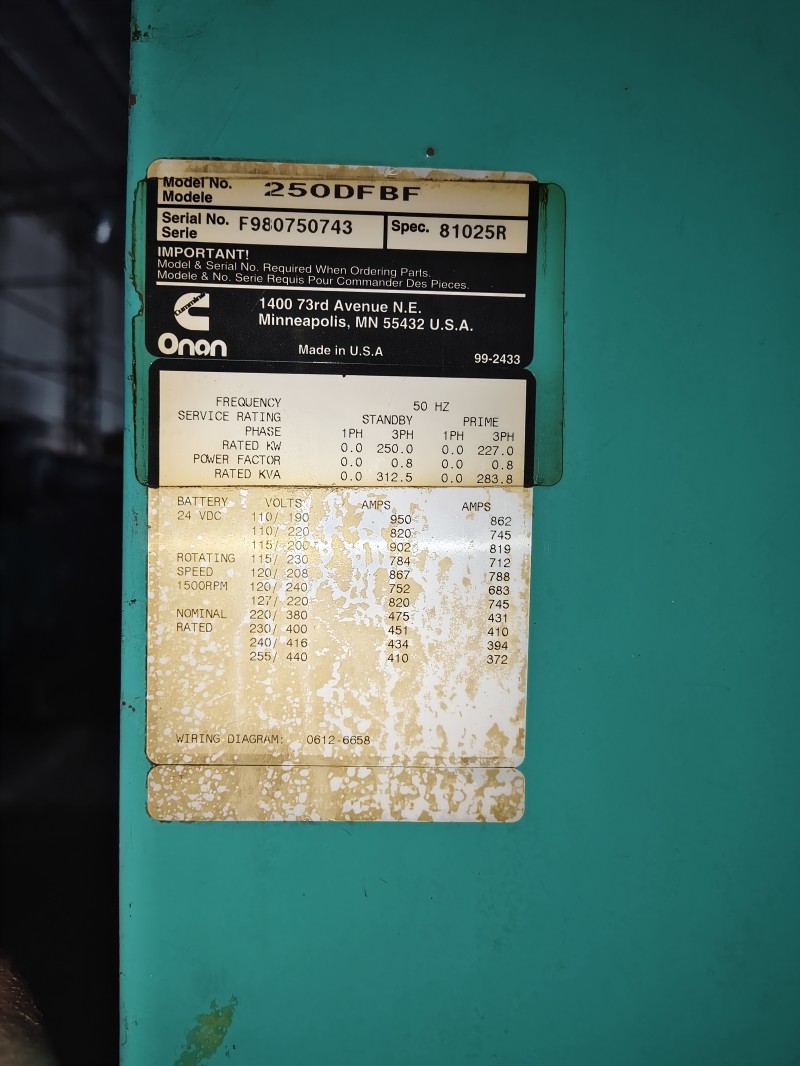 Model No. 250DFBF
Modele
Serial No. F980750743 Spec. 81025R
Serie
IMPORTANT!
Model & Serial No. Required When Ordering Parts.
Modele & No. Serie Requis Pour Commander Des Pieces.
Cummins
1400 73rd Avenue N.E.
Minneapolis, MN 55432 U.S.A.
Onan Made in U.S.A 99-2433
FREQUENCY 50 HZ
SERVICE RATING STANDBY PRIME
PHASE 1PH 3PH 1PH 3PH
RATED KW 0.0 250.0 0.0 227.0
POWER FACTOR 0.0 0.8 0.0 0.8
RATED KVA 0.0 312.5 0.0 283.8
BATTERY VOLTS AMPS AMPS
24 VDC 110/ 190 950 862
110/ 220 820 745
115/ 200 902 819
ROTATING 115/ 230 784 712
SPEED 120/ 208 867 788
1500RPM 120/ 240 752 683
127/ 220 820 745
NOMINAL 220/ 380 475 431
RATED 230/ 400 451 410
240/ 416 434 394
255/ 440 410 372
WIRING DIAGRAM: 0612-6658